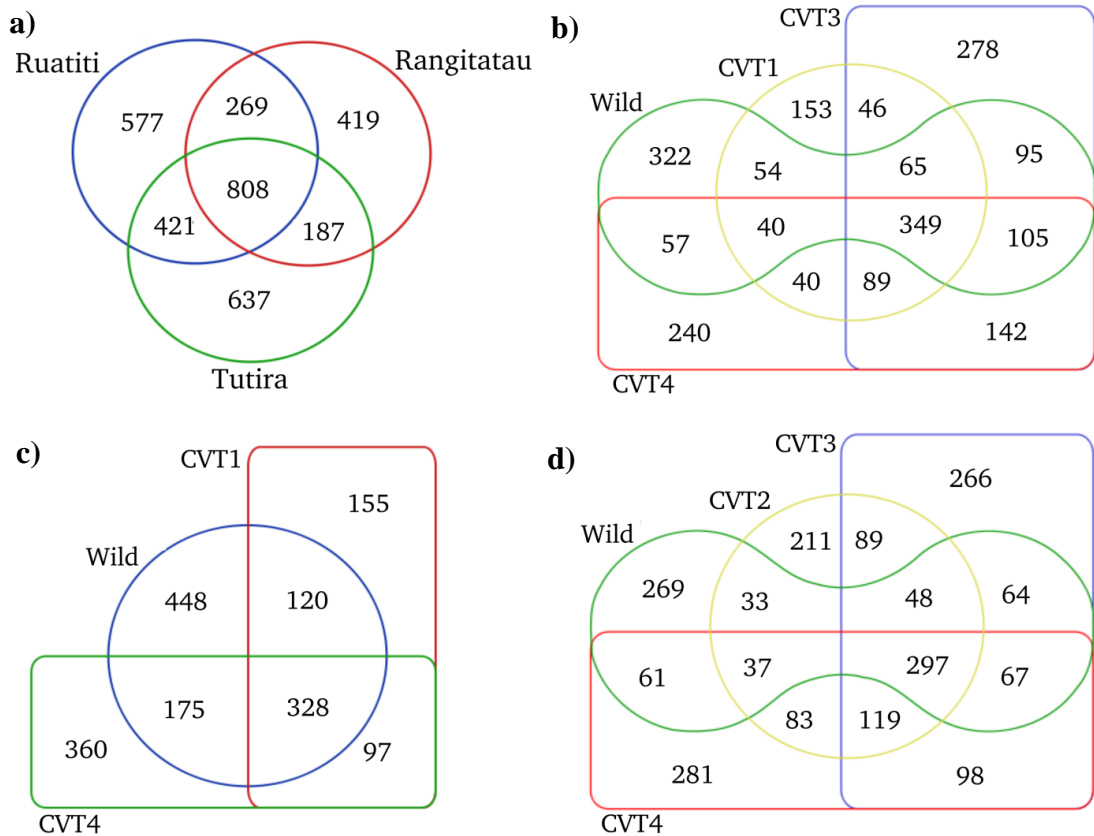 a)
Ruatiti
Rangitatau
577
269
419
808
421
187
637
Tutira
b)
CVT3
278
CVT1
Wild
153
46
322
54
65
95
57
40
349
105
40
89
240
142
CVT4
c)
CVT1
155
Wild
448
120
175
328
360
97
CVT4
d)
CVT3
266
CVT2
Wild
211
89
269
33
48
64
61
37
297
67
83
119
281
98
CVT4